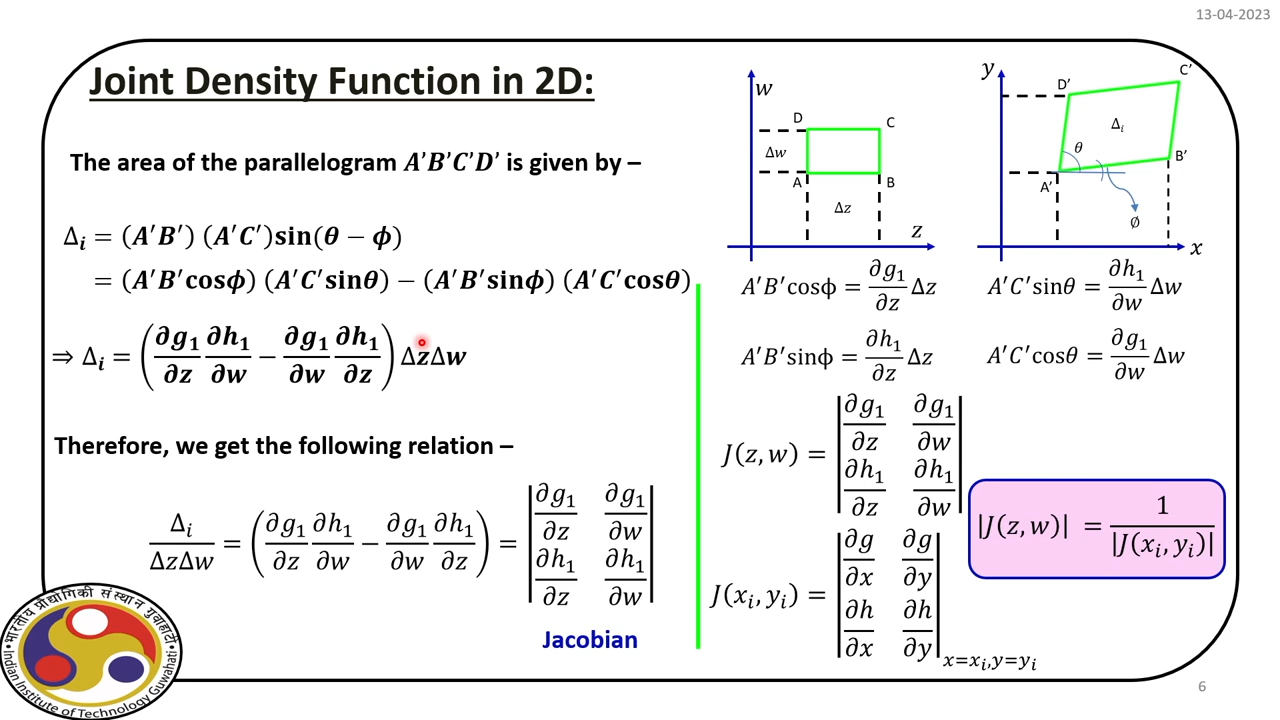 13-04-2023
Joint Density Function in 2D:
The area of the parallelogram A'B'C'D' is given by –
Δᵢ = (A'B') (A'C')sin(θ − ϕ)
= (A'B'cosϕ) (A'C'sinθ) − (A'B'sinϕ) (A'C'cosθ)
⇒ Δᵢ = (∂g₁/∂z ∂h₁/∂w − ∂g₁/∂w ∂h₁/∂z) ΔzΔw
Therefore, we get the following relation –
Δᵢ/ΔzΔw = (∂g₁/∂z ∂h₁/∂w − ∂g₁/∂w ∂h₁/∂z) = |∂g₁/∂z ∂g₁/∂w
∂h₁/∂z ∂h₁/∂w|
Jacobian
w
D
C
Δw
A
B
Δz
z
y
D'
C'
Δᵢ
θ
B'
A'
∅
x
A'B'cosϕ = ∂g₁/∂z Δz
A'C'sinθ = ∂h₁/∂w Δw
A'B'sinϕ = ∂h₁/∂z Δz
A'C'cosθ = ∂g₁/∂w Δw
J(z, w) = |∂g₁/∂z ∂g₁/∂w
∂h₁/∂z ∂h₁/∂w|
J(xᵢ, yᵢ) = |∂g/∂x ∂g/∂y
∂h/∂x ∂h/∂y| x=xᵢ,y=yᵢ
|J(z, w)| = 1/|J(xᵢ, yᵢ)|
भारतीय प्रौद्योगिकी संस्थान गुवाहाटी
Indian Institute of Technology Guwahati
6